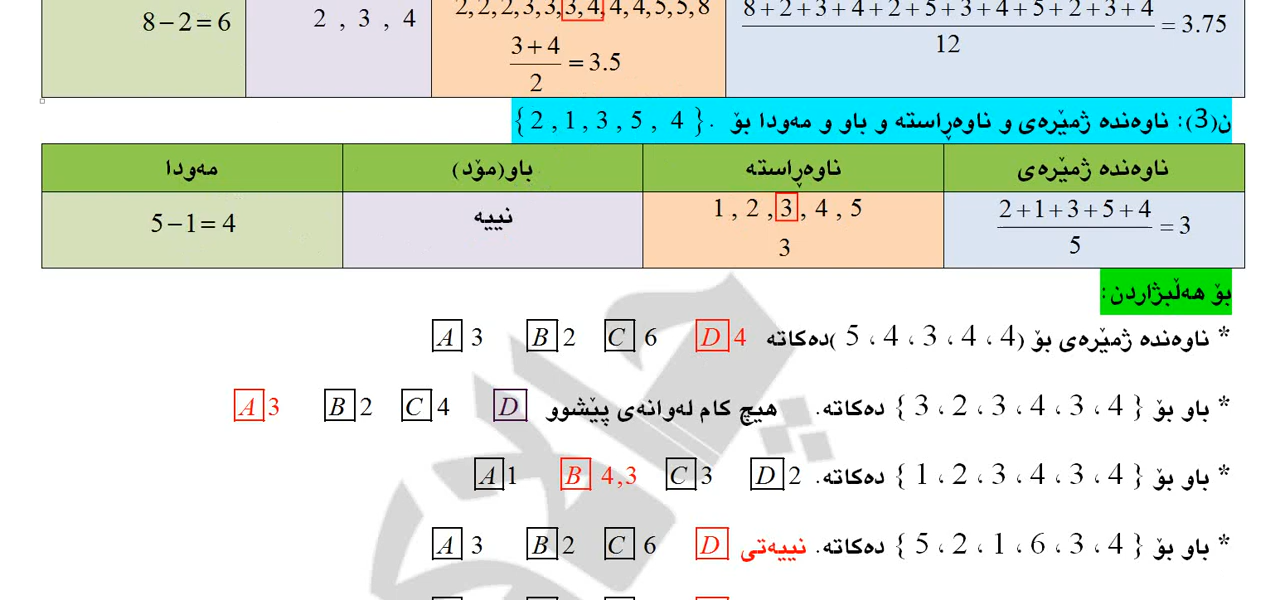 8+2+3+4+2+5+3+4+5+2+3+4 / 12 = 3.75
2,2,2,3,3,3,4,4,4,5,5,8
3+4 / 2 = 3.5
2 , 3 , 4
8−2=6
ن(3): ناوەندە ژمێرەی و ناوەڕاستە و باو و مەودا بۆ . { 2 , 1 , 3 , 5 , 4 }
ناوەندە ژمێرەی ناوەڕاستە باو(مۆد) مەودا
2+1+3+5+4 / 5 = 3
1 , 2 , 3 , 4 , 5
3
نییە
5−1=4
بۆ هەڵبژاردن:
* ناوەندە ژمێرەی بۆ (4 ، 4 ، 3 ، 4 ، 5 )دەکاتە A 3 B 2 C 6 D 4
* باو بۆ { 4 ، 3 ، 4 ، 3 ، 2 ، 3 } دەکاتە. A 3 B 2 C 4 D هیچ کام لەوانەی پێشوو
* باو بۆ { 4 ، 3 ، 4 ، 3 ، 2 ، 1 } دەکاتە. A 1 B 4,3 C 3 D 2
* باو بۆ { 4 ، 3 ، 6 ، 1 ، 2 ، 5 } دەکاتە. A 3 B 2 C 6 D نییەتی